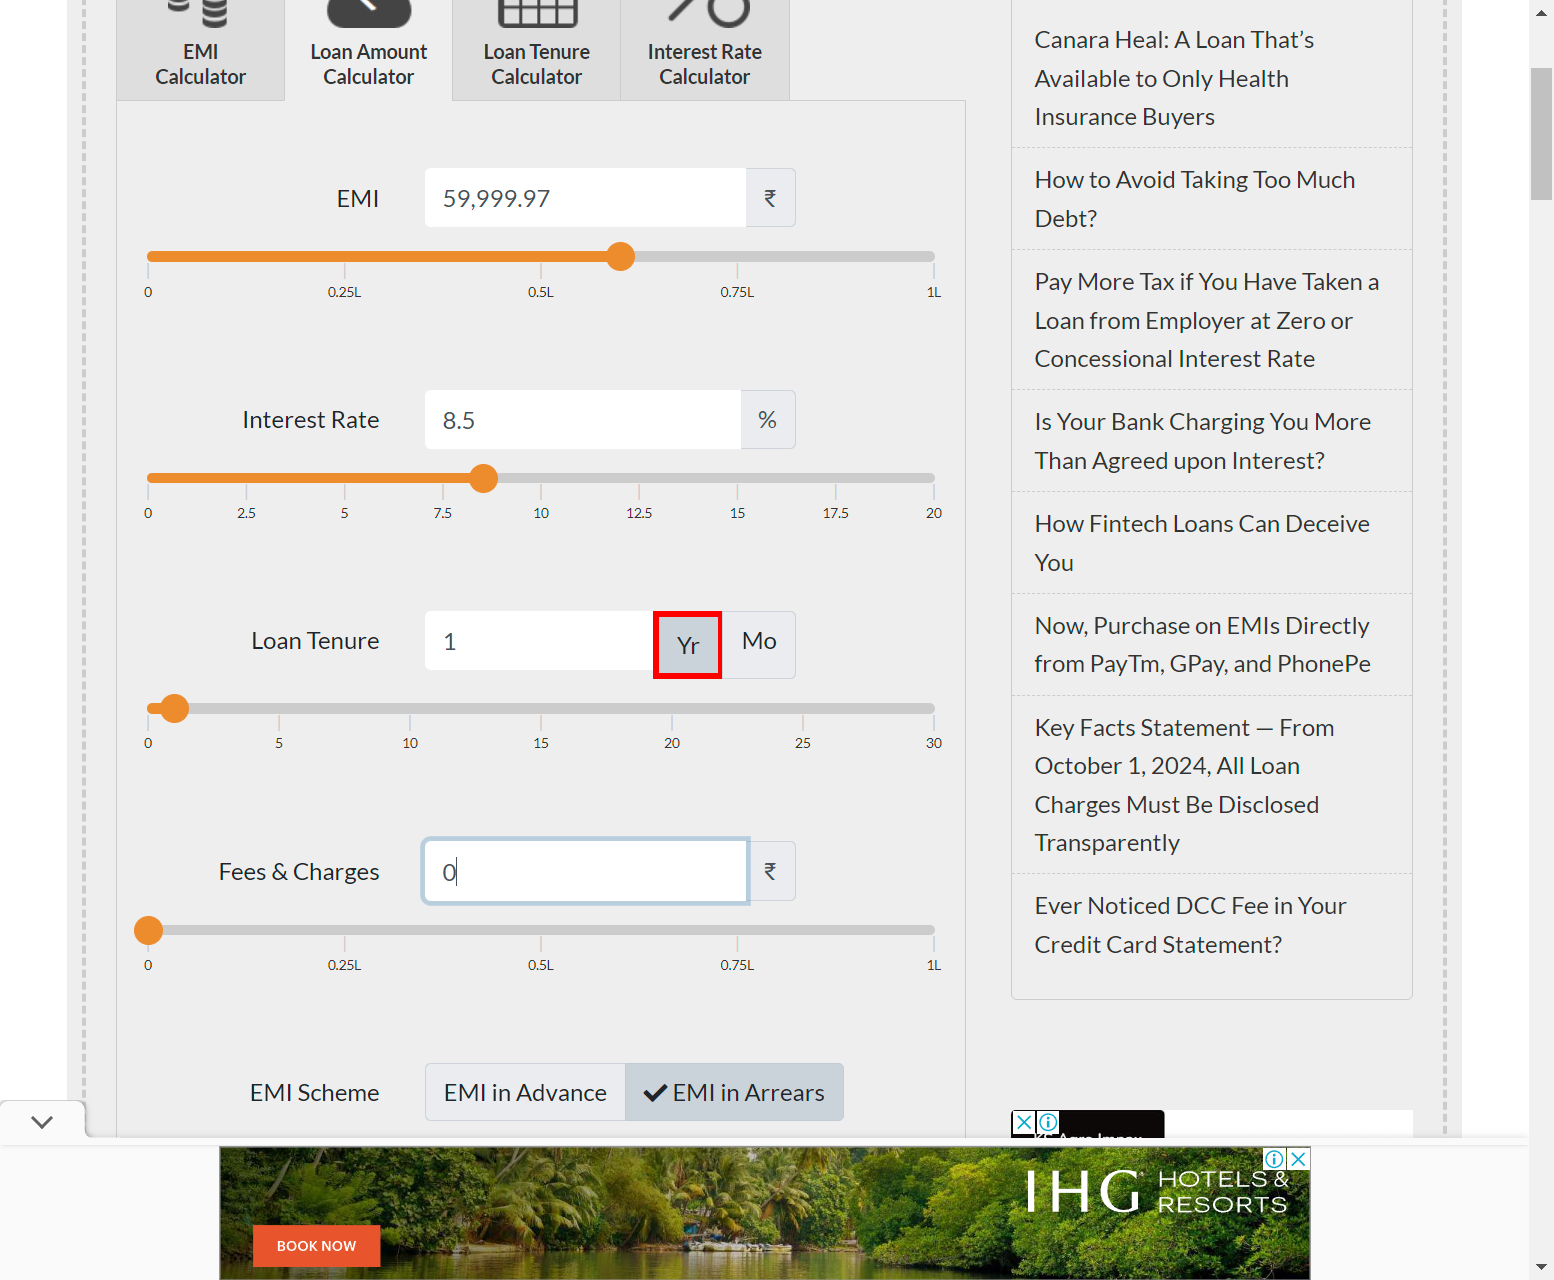 EMI
Calculator
Loan Amount
Calculator
Loan Tenure
Calculator
Interest Rate
Calculator
EMI
59,999.97
₹
0
0.25L
0.5L
0.75L
1L
Interest Rate
8.5
%
0
2.5
5
7.5
10
12.5
15
17.5
20
Loan Tenure
1
Yr
Mo
0
5
10
15
20
25
30
Fees & Charges
0
₹
0
0.25L
0.5L
0.75L
1L
EMI Scheme
EMI in Advance
EMI in Arrears
Canara Heal: A Loan That’s
Available to Only Health
Insurance Buyers
How to Avoid Taking Too Much
Debt?
Pay More Tax if You Have Taken a
Loan from Employer at Zero or
Concessional Interest Rate
Is Your Bank Charging You More
Than Agreed upon Interest?
How Fintech Loans Can Deceive
You
Now, Purchase on EMIs Directly
from PayTm, GPay, and PhonePe
Key Facts Statement — From
October 1, 2024, All Loan
Charges Must Be Disclosed
Transparently
Ever Noticed DCC Fee in Your
Credit Card Statement?
IHG HOTELS &
RESORTS
BOOK NOW